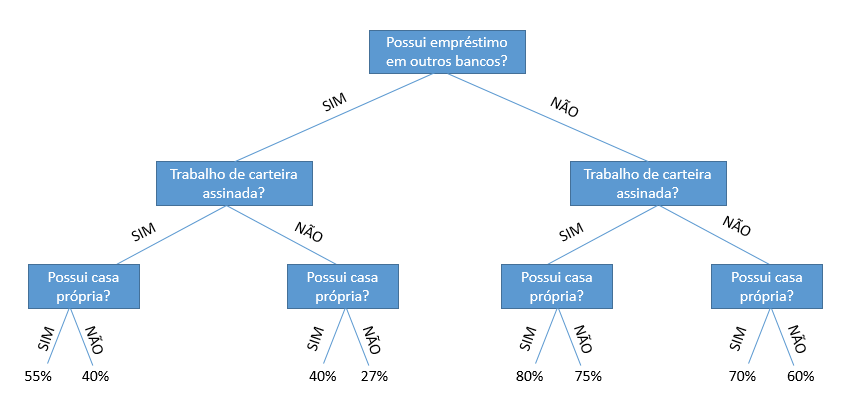 Possui empréstimo
em outros bancos?
SIM
NÃO
Trabalho de carteira
assinada?
Trabalho de carteira
assinada?
SIM
NÃO
SIM
NÃO
Possui casa
própria?
Possui casa
própria?
Possui casa
própria?
Possui casa
própria?
SIM
NÃO
SIM
NÃO
SIM
NÃO
SIM
NÃO
55%
40%
40%
27%
80%
75%
70%
60%